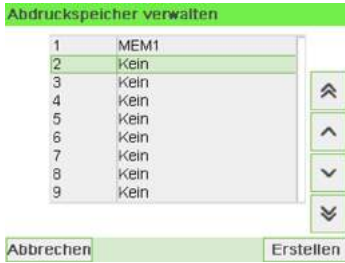 Abdruckspeicher verwalten
1 MEM1
2 Kein
3 Kein
4 Kein
5 Kein
6 Kein
7 Kein
8 Kein
9 Kein
Abbrechen Erstellen